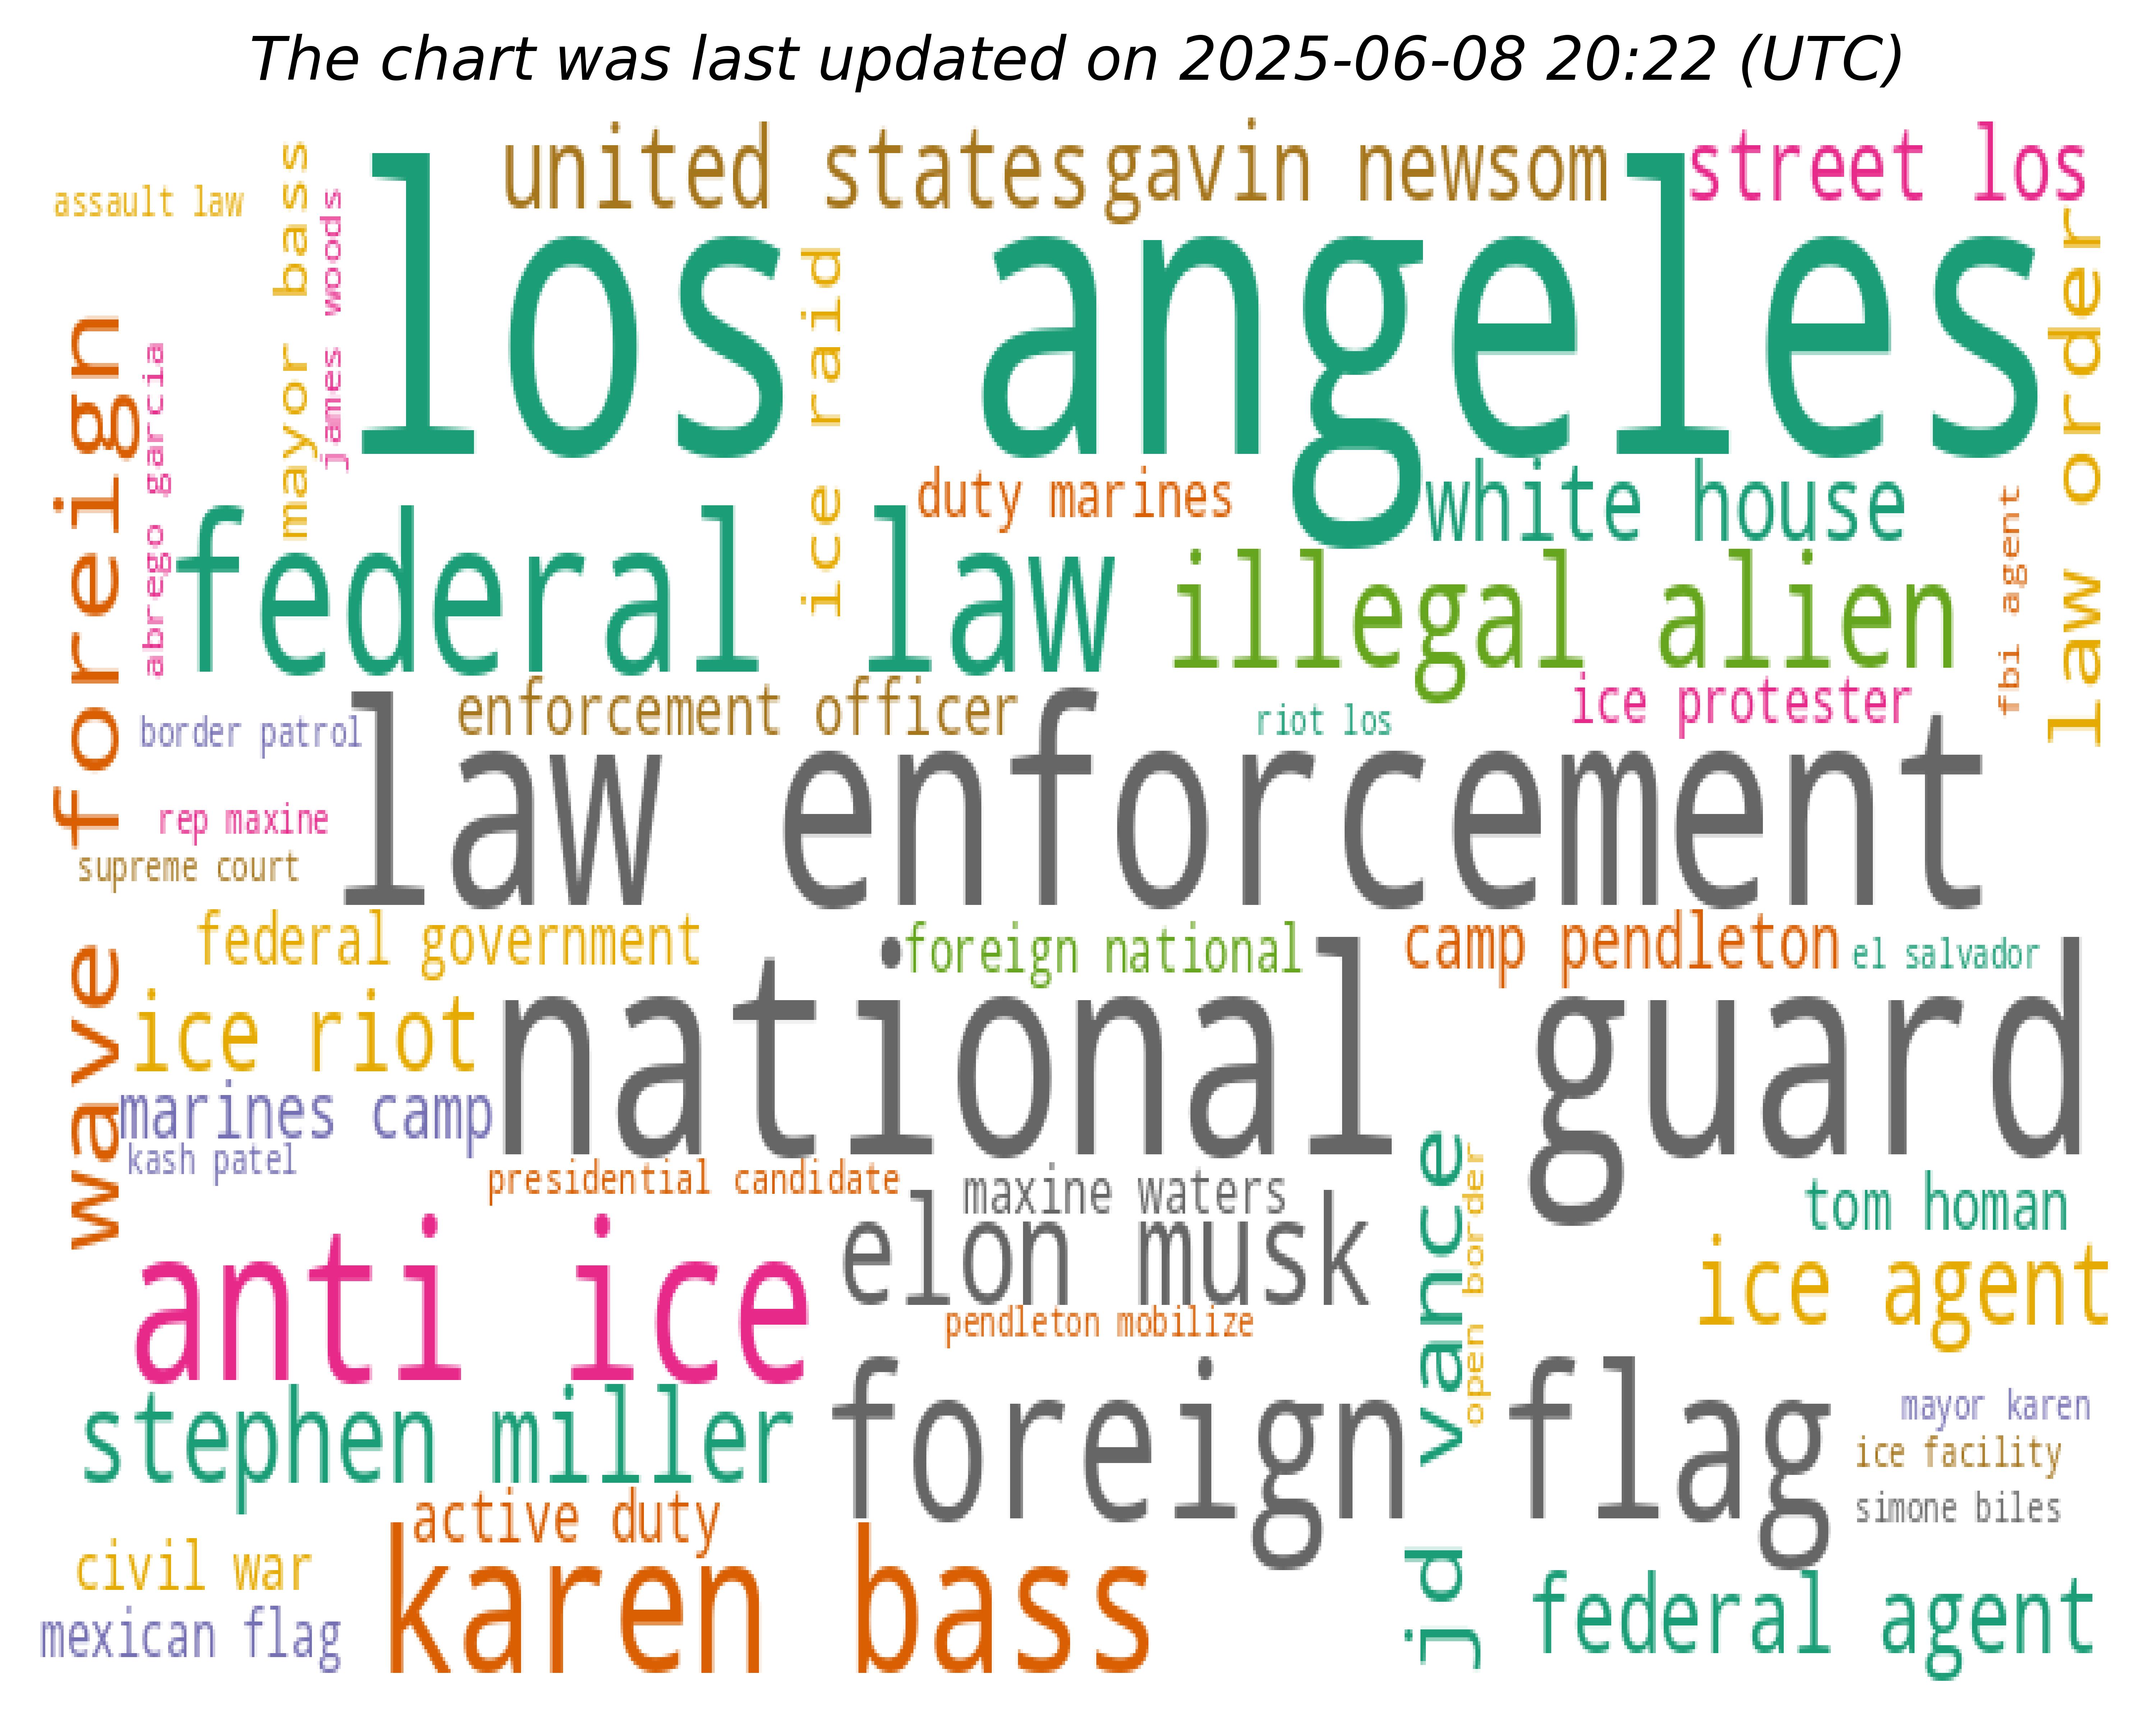 The chart was last updated on 2025-06-08 20:22 (UTC)
united states
gavin newsom
street los
assault law
mayor bass
james woods
los angeles
ice raid
law order
wave foreign
abrego garcia
duty marines
white house
fbi agent
federal law
illegal alien
enforcement officer
riot los
ice protester
border patrol
law enforcement
rep maxine
supreme court
federal government
foreign national
camp pendleton
el salvador
ice riot
national guard
marines camp
kash patel
presidential candidate
maxine waters
jd vance
open border
tom homan
anti ice
elon musk
ice agent
pendleton mobilize
stephen miller
foreign flag
mayor karen
ice facility
simone biles
active duty
civil war
karen bass
federal agent
mexican flag